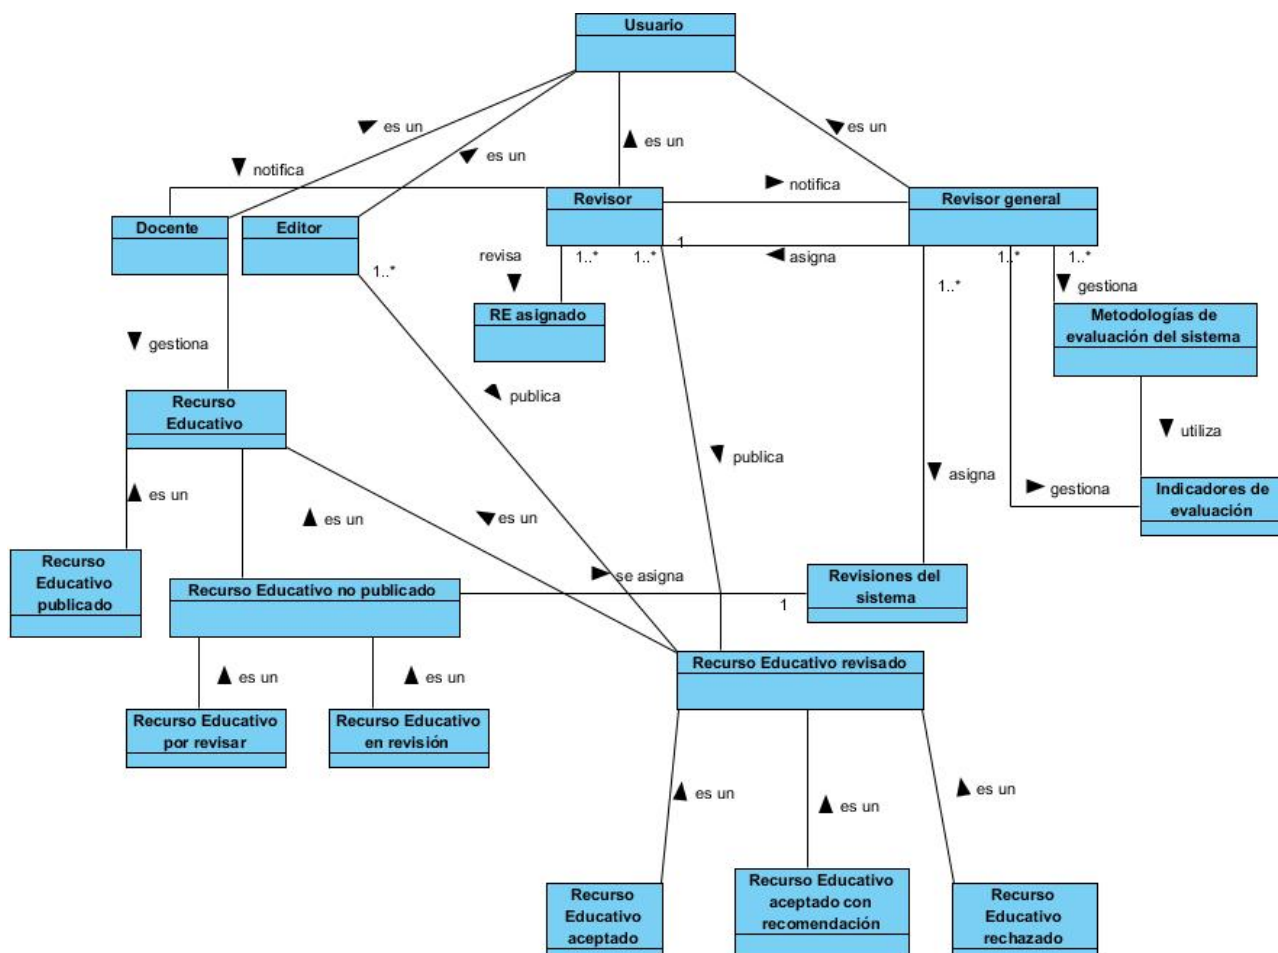 Usuario
es un
es un
es un
es un
notifica
notifica
Docente
Editor
Revisor
Revisor general
1
1..*
revisa
1..*
1..*
asigna
1..*
1..*
1..*
gestiona
RE asignado
Metodologías de
evaluación del sistema
gestiona
publica
Recurso
Educativo
utiliza
publica
asigna
es un
gestiona
Indicadores de
evaluación
es un
es un
Recurso
Educativo
publicado
Recurso Educativo no publicado
se asigna
1
Revisiones del
sistema
Recurso Educativo revisado
es un
es un
Recurso Educativo
por revisar
Recurso Educativo
en revisión
es un
es un
es un
Recurso
Educativo
aceptado
Recurso Educativo
aceptado con
recomendación
Recurso
Educativo
rechazado